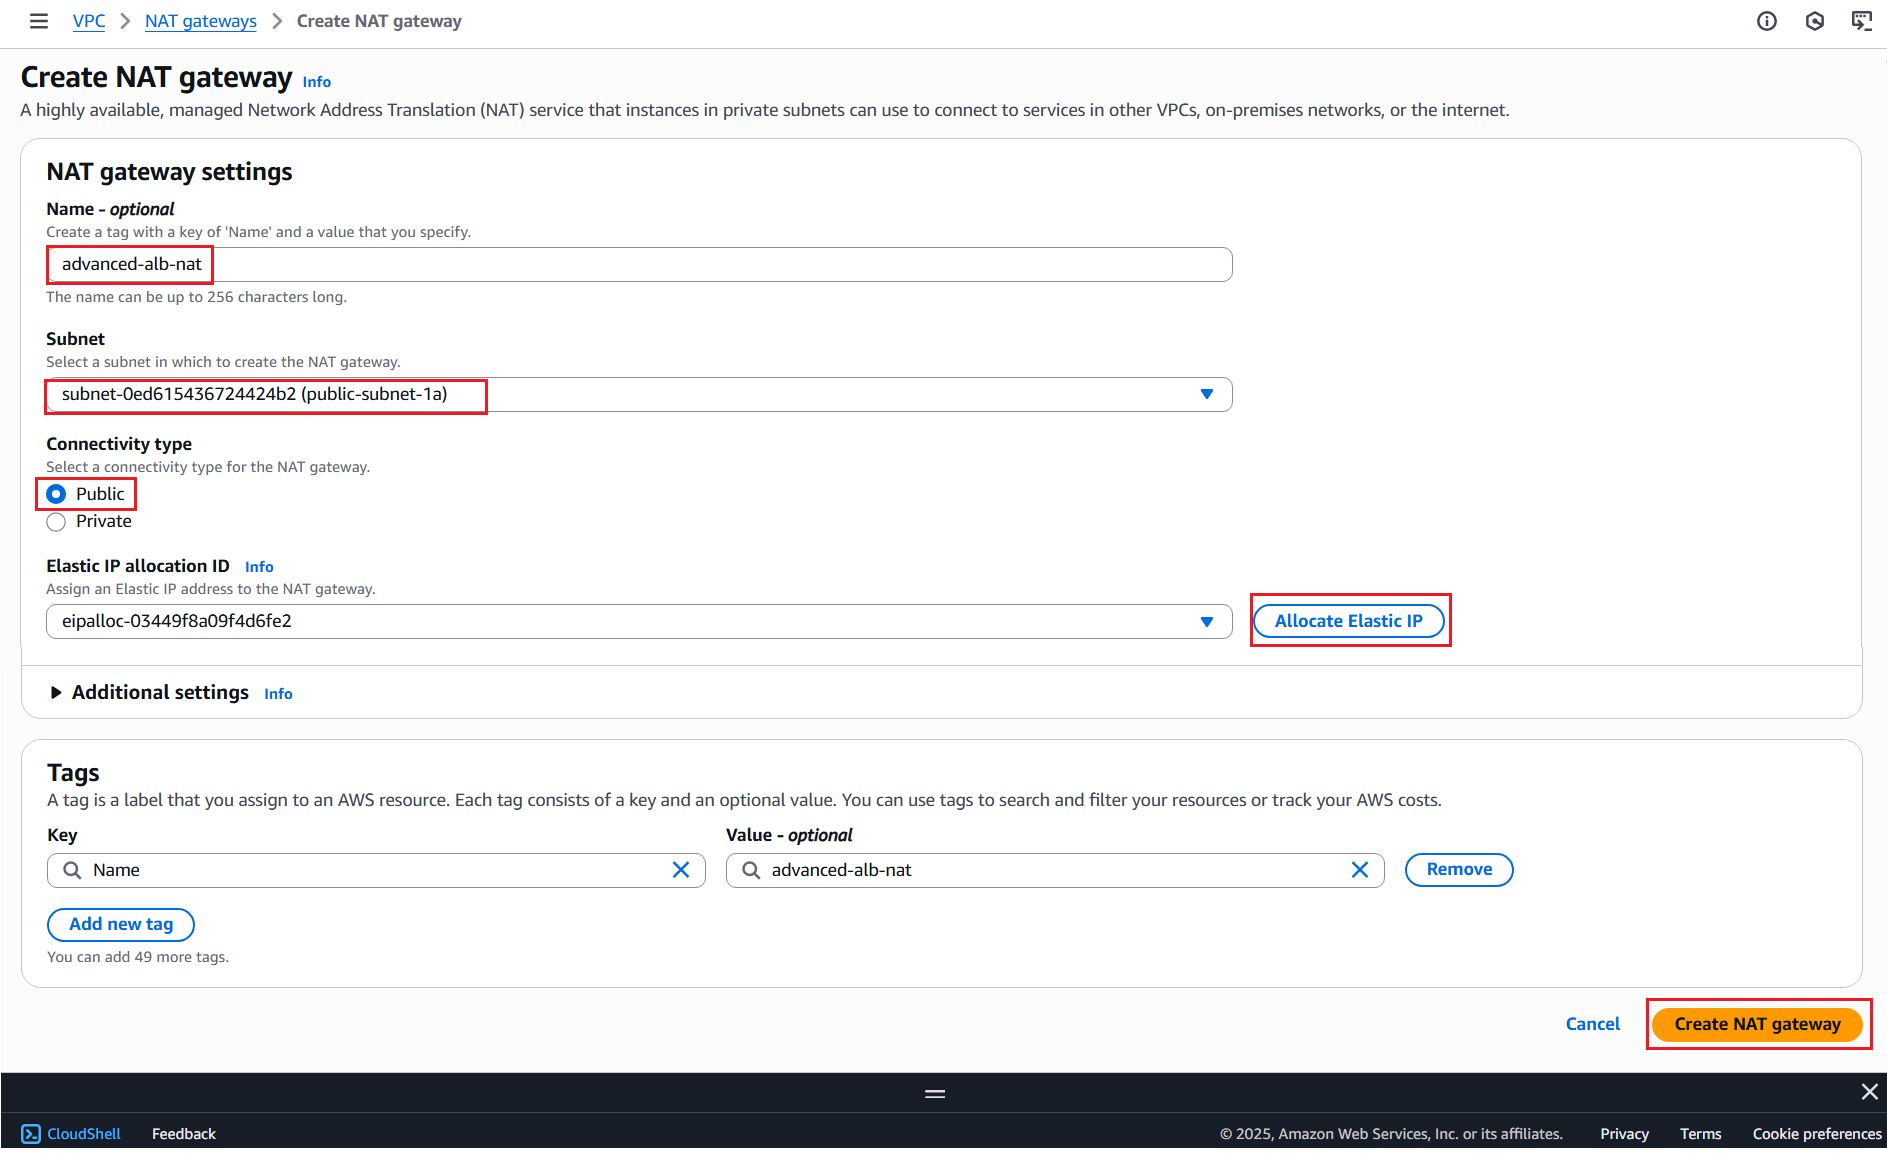 VPC > NAT gateways > Create NAT gateway
Create NAT gateway Info
A highly available, managed Network Address Translation (NAT) service that instances in private subnets can use to connect to services in other VPCs, on-premises networks, or the internet.
NAT gateway settings
Name - optional
Create a tag with a key of 'Name' and a value that you specify.
advanced-alb-nat
The name can be up to 256 characters long.
Subnet
Select a subnet in which to create the NAT gateway.
subnet-0ed615436724424b2 (public-subnet-1a)
Connectivity type
Select a connectivity type for the NAT gateway.
Public
Private
Elastic IP allocation ID Info
Assign an Elastic IP address to the NAT gateway.
eipalloc-03449f8a09f4d6fe2
Allocate Elastic IP
Additional settings Info
Tags
A tag is a label that you assign to an AWS resource. Each tag consists of a key and an optional value. You can use tags to search and filter your resources or track your AWS costs.
Key Value - optional
Name advanced-alb-nat Remove
Add new tag
You can add 49 more tags.
Cancel Create NAT gateway
CloudShell Feedback © 2025, Amazon Web Services, Inc. or its affiliates. Privacy Terms Cookie preferences